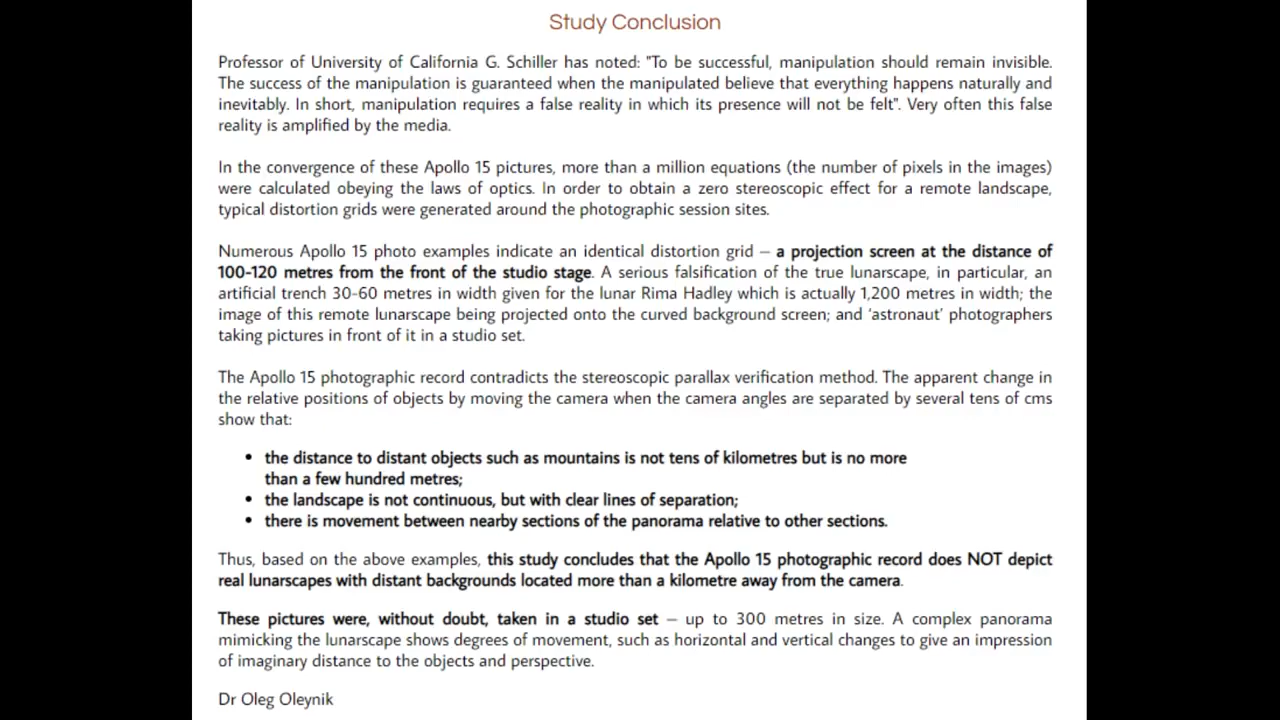 Study Conclusion
Professor of University of California G. Schiller has noted: "To be successful, manipulation should remain invisible.
The success of the manipulation is guaranteed when the manipulated believe that everything happens naturally and
inevitably. In short, manipulation requires a false reality in which its presence will not be felt". Very often this false
reality is amplified by the media.
In the convergence of these Apollo 15 pictures, more than a million equations (the number of pixels in the images)
were calculated obeying the laws of optics. In order to obtain a zero stereoscopic effect for a remote landscape,
typical distortion grids were generated around the photographic session sites.
Numerous Apollo 15 photo examples indicate an identical distortion grid – a projection screen at the distance of
100-120 metres from the front of the studio stage. A serious falsification of the true lunarscape, in particular, an
artificial trench 30-60 metres in width given for the lunar Rima Hadley which is actually 1,200 metres in width; the
image of this remote lunarscape being projected onto the curved background screen; and ‘astronaut’ photographers
taking pictures in front of it in a studio set.
The Apollo 15 photographic record contradicts the stereoscopic parallax verification method. The apparent change in
the relative positions of objects by moving the camera when the camera angles are separated by several tens of cms
show that:
• the distance to distant objects such as mountains is not tens of kilometres but is no more
than a few hundred metres;
• the landscape is not continuous, but with clear lines of separation;
• there is movement between nearby sections of the panorama relative to other sections.
Thus, based on the above examples, this study concludes that the Apollo 15 photographic record does NOT depict
real lunarscapes with distant backgrounds located more than a kilometre away from the camera.
These pictures were, without doubt, taken in a studio set – up to 300 metres in size. A complex panorama
mimicking the lunarscape shows degrees of movement, such as horizontal and vertical changes to give an impression
of imaginary distance to the objects and perspective.
Dr Oleg Oleynik